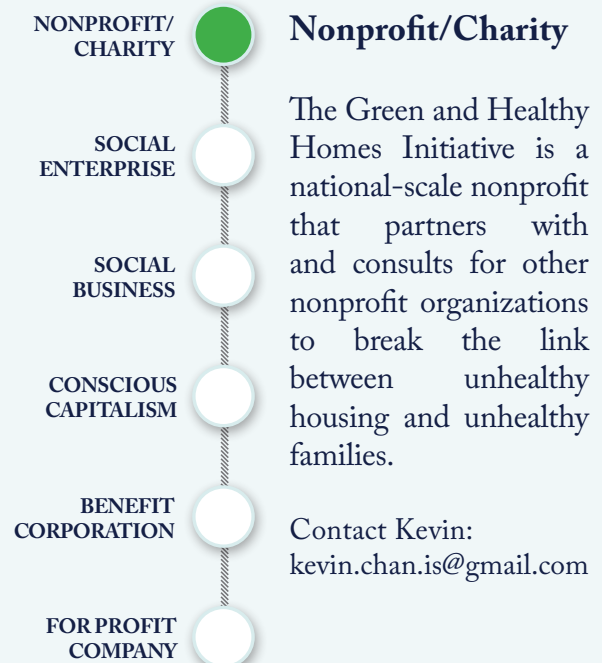 NONPROFIT/
CHARITY
SOCIAL
ENTERPRISE
SOCIAL
BUSINESS
CONSCIOUS
CAPITALISM
BENEFIT
CORPORATION
FOR PROFIT
COMPANY
Nonprofit/Charity
The Green and Healthy
Homes Initiative is a
national-scale nonprofit
that partners with
and consults for other
nonprofit organizations
to break the link
between unhealthy
housing and unhealthy
families.
Contact Kevin:
kevin.chan.is@gmail.com